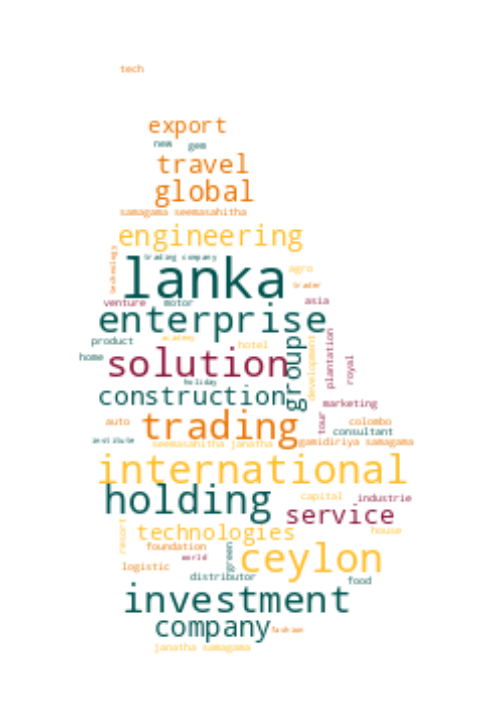 tech
export
new gem
travel
global
samagama seemasahitha
engineering
technology
trading company
lanka
agro
trader
venture motor asia
enterprise
product academy hotel
home
solution
group
development
plantation
royal
holiday
construction
marketing
tour
auto trading colombo
consultant
institute seemasahitha janatha gamidiriya samagama
international
holding
capital industrie
service
resort
technologies
house
foundation
world
green
ceylon
logistic
distributor
food
investment
company
fashion
janatha samagama